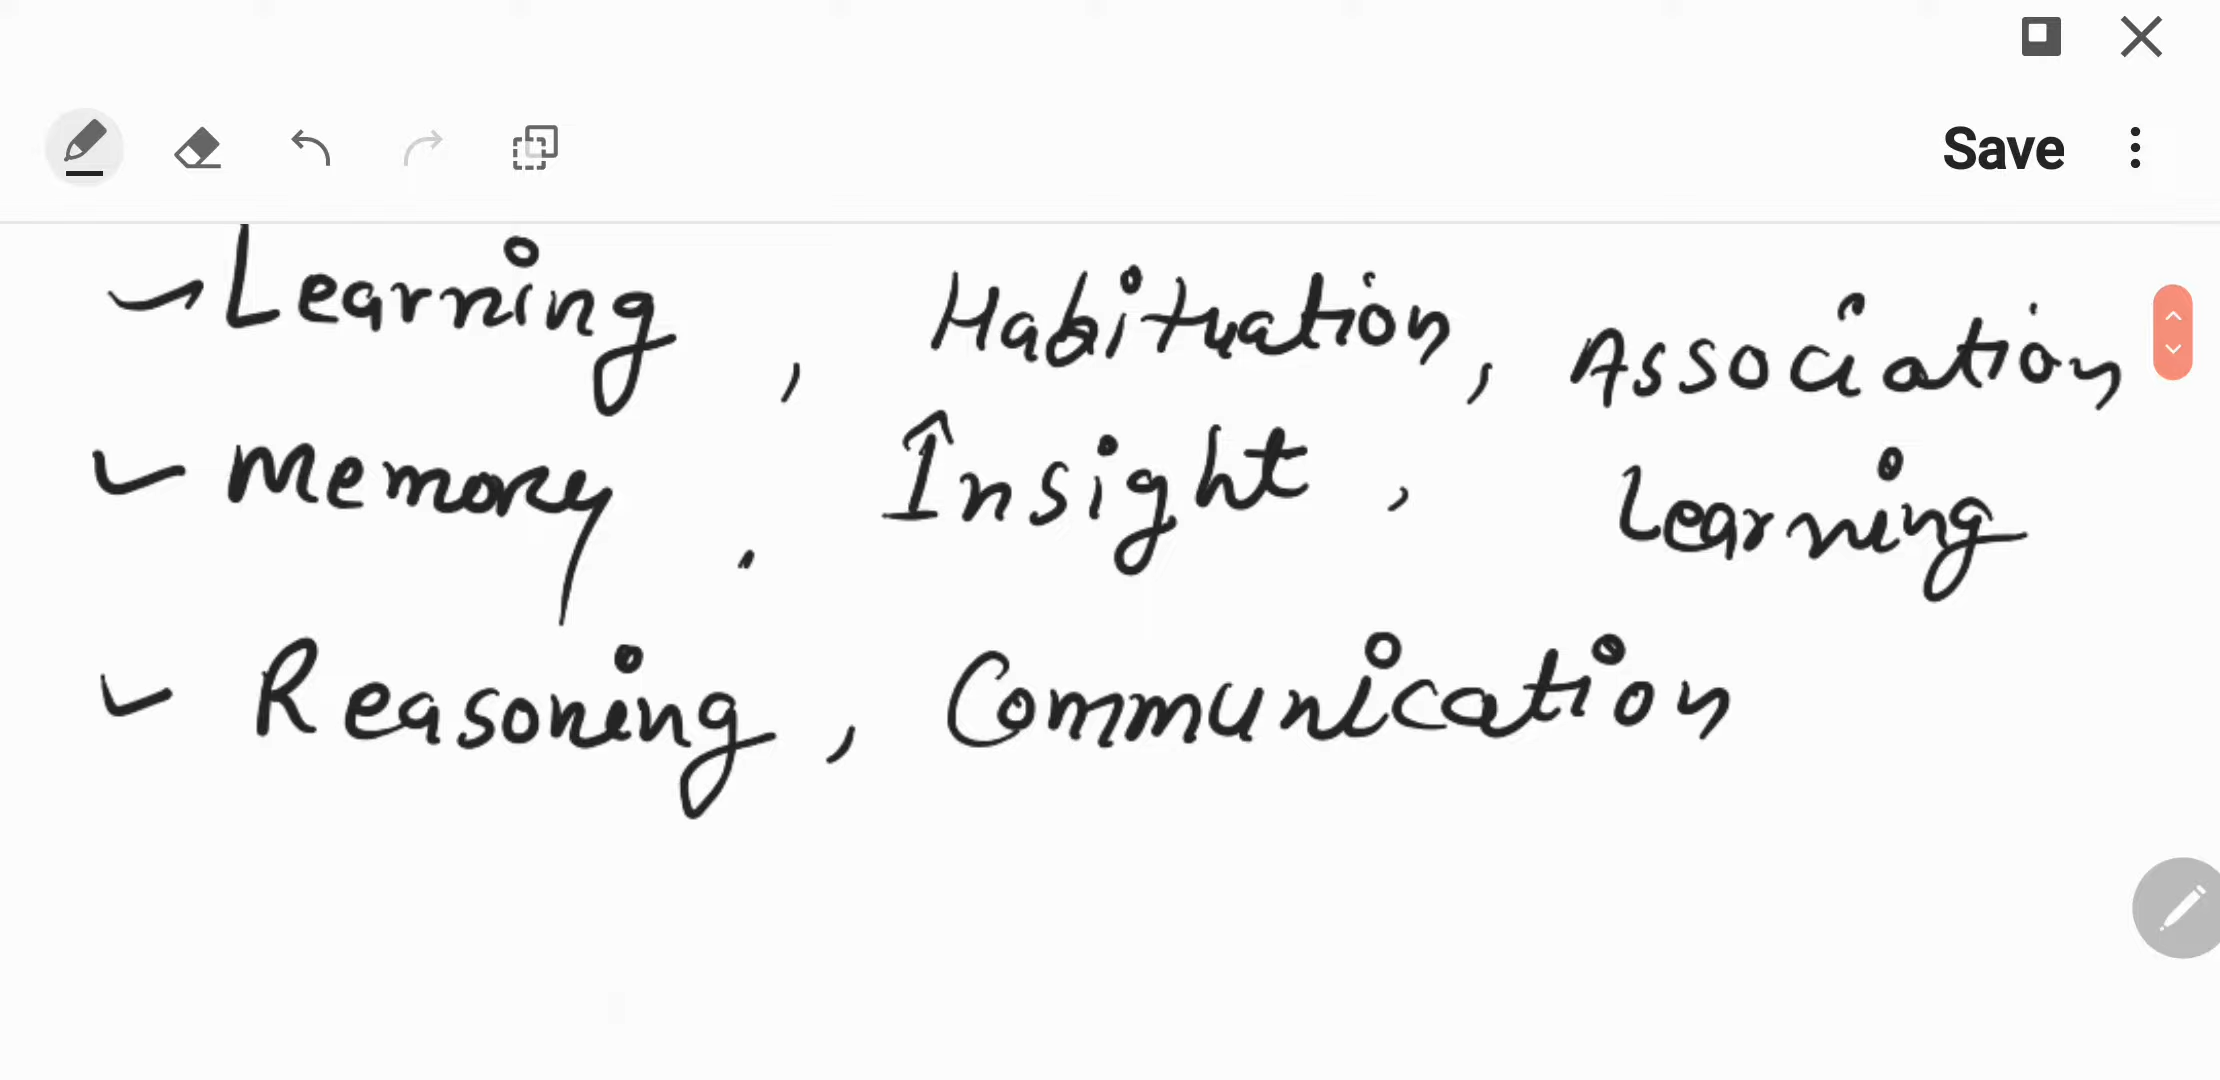 Save
Learning, Habituation, Association
Memory. Insight, Learning
Reasoning, Communication